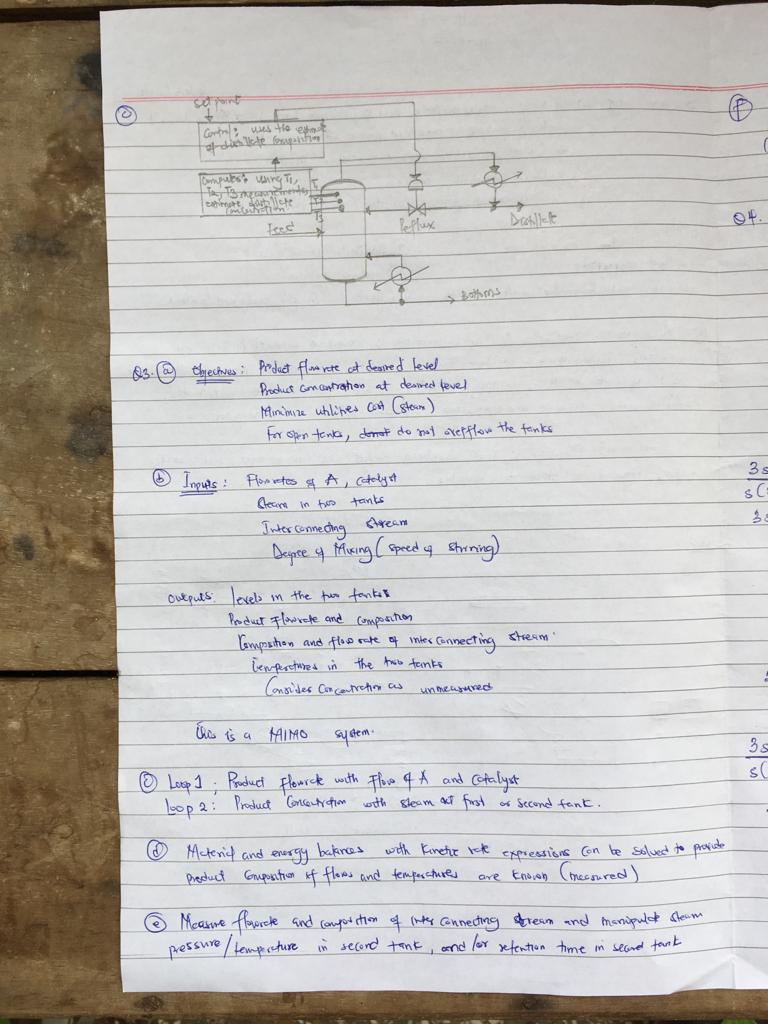 Set point
Control: uses the estimate
of distillate composition
Computer: using T1,
T2, T3 measurements,
estimate distillate
T1
T3
Feed
Reflux
Distillate
Bottoms
Q3. (a) Objectives: Product flowrate at desired level
Product concentration at desired level
Minimize utilities cost (steam)
For open tanks, do not overflow the tanks
(b) Inputs: Flowrates of A, catalyst
Steam in two tanks
Interconnecting stream
Degree of Mixing (speed of stirring)
outputs: levels in the two tanks
Product flowrate and composition
Composition and flow rate of interconnecting stream.
Temperatures in the two tanks
Consider concentration as unmeasured
This is a MIMO system.
(c) Loop 1: Product flowrate with flow of A and catalyst
Loop 2: Product concentration with steam at first or second tank.
(d) Material and energy balances with kinetic rate expressions can be solved to provide
product composition if flows and temperatures are known (measured)
(e) Measure flowrate and composition of interconnecting stream and manipulate steam
pressure/temperature in second tank, and/or retention time in second tank
Q4.
3s
s(
3s
3s
s(